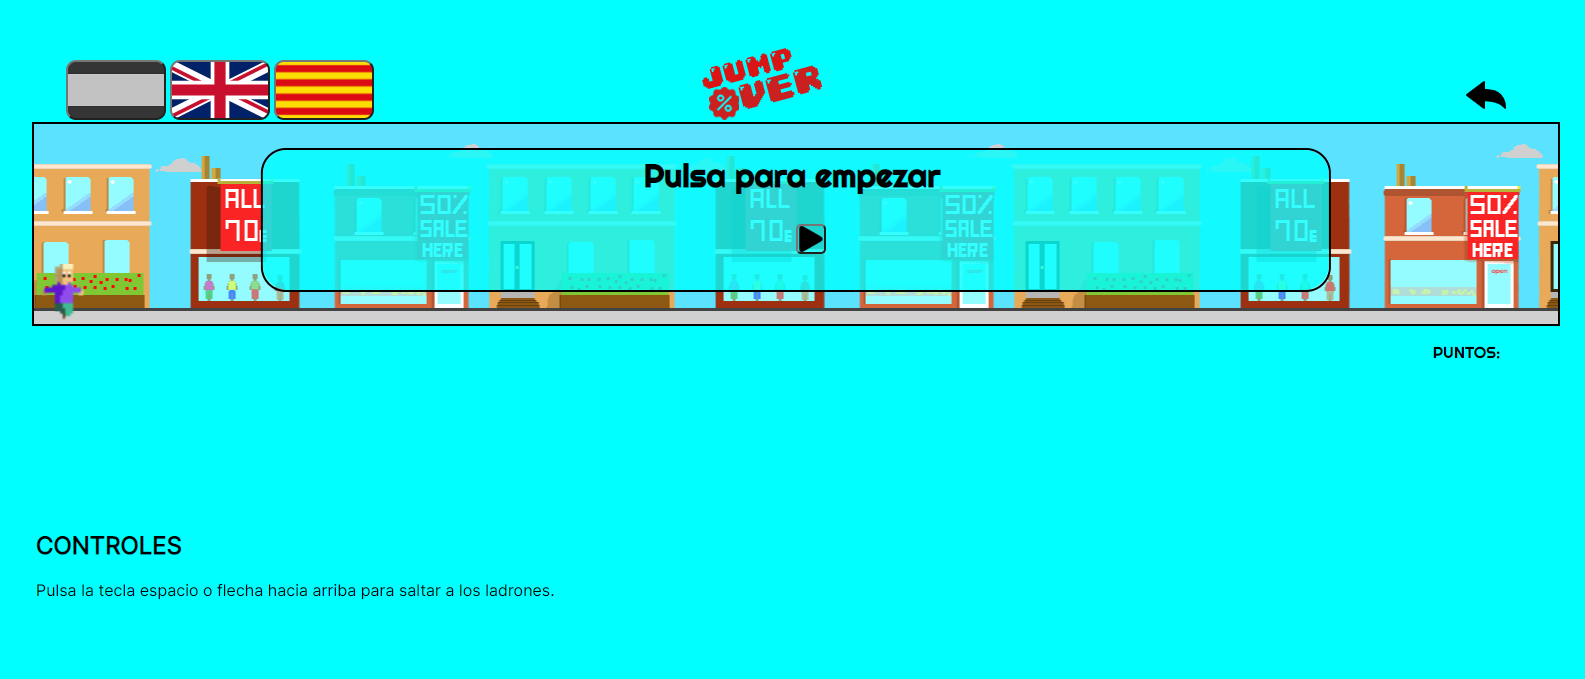 JUMP
OVER
Pulsa para empezar
ALL
70€
50%
SALE
HERE
ALL
70€
50%
SALE
HERE
ALL
70€
50%
SALE
HERE
open
PUNTOS:
CONTROLES
Pulsa la tecla espacio o flecha hacia arriba para saltar a los ladrones.